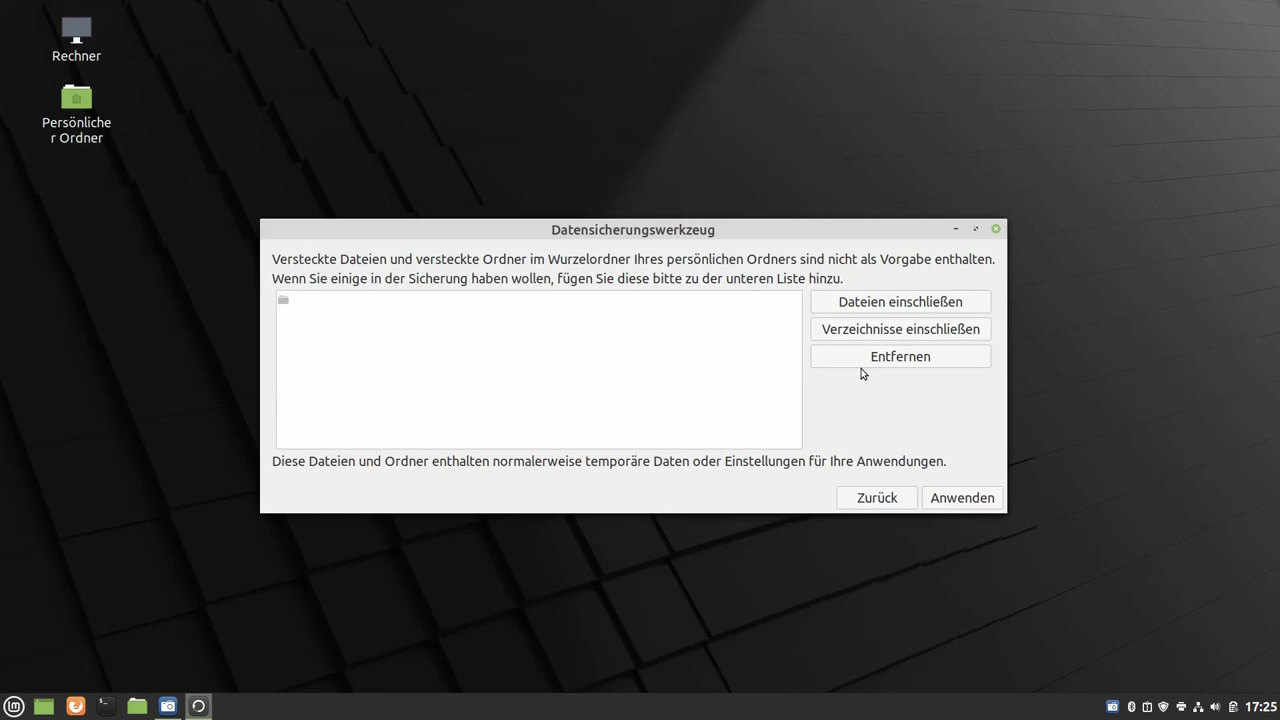 Rechner
Persönliche
r Ordner
Datensicherungswerkzeug
Versteckte Dateien und versteckte Ordner im Wurzelordner Ihres persönlichen Ordners sind nicht als Vorgabe enthalten.
Wenn Sie einige in der Sicherung haben wollen, fügen Sie diese bitte zu der unteren Liste hinzu.
Dateien einschließen
Verzeichnisse einschließen
Entfernen
Diese Dateien und Ordner enthalten normalerweise temporäre Daten oder Einstellungen für Ihre Anwendungen.
Zurück
Anwenden
17:25